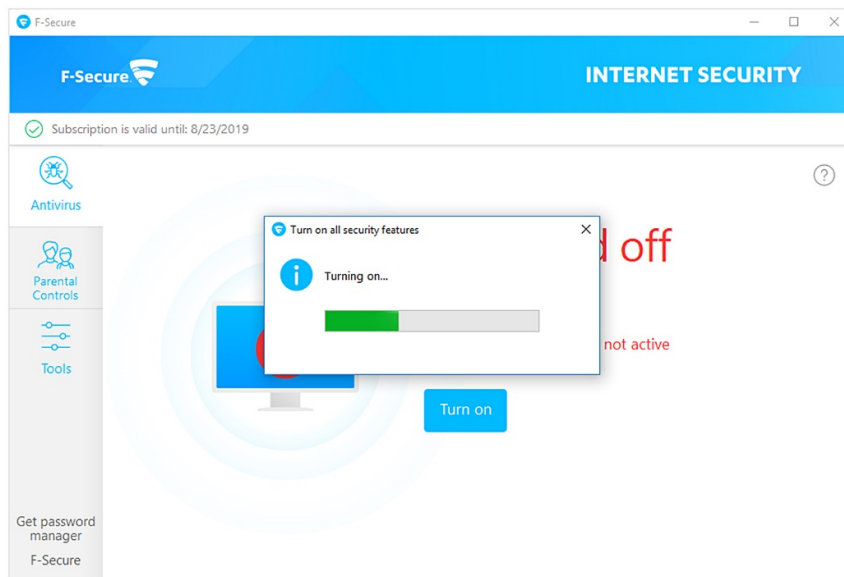 F-Secure
F-Secure.
INTERNET SECURITY
Subscription is valid until: 8/23/2019
Antivirus
Parental
Controls
Tools
Get password
manager
F-Secure
Turn on all security features
Turning on...
off
not active
Turn on